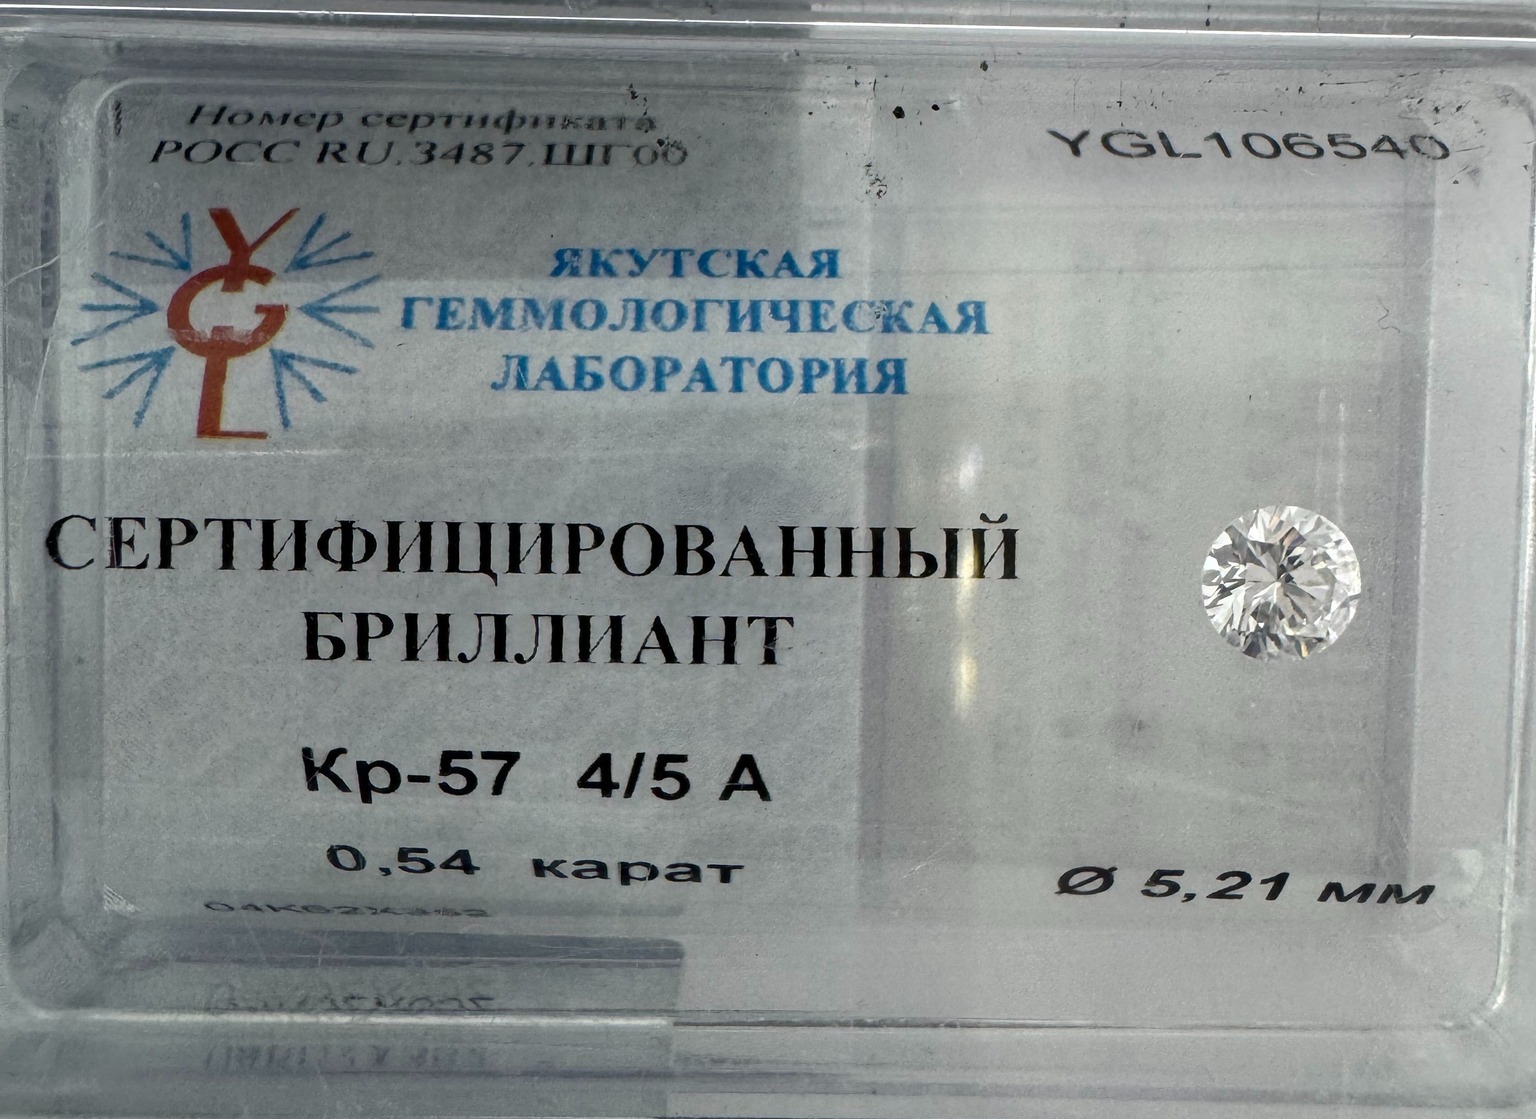 Номер сертификата
РОСС RU.3487.ШГ00
YGL106540
YGL
ЯКУТСКАЯ
ГЕММОЛОГИЧЕСКАЯ
ЛАБОРАТОРИЯ
СЕРТИФИЦИРОВАННЫЙ
БРИЛЛИАНТ
Кр-57 4/5 А
0,54 карат
Ø 5,21 мм